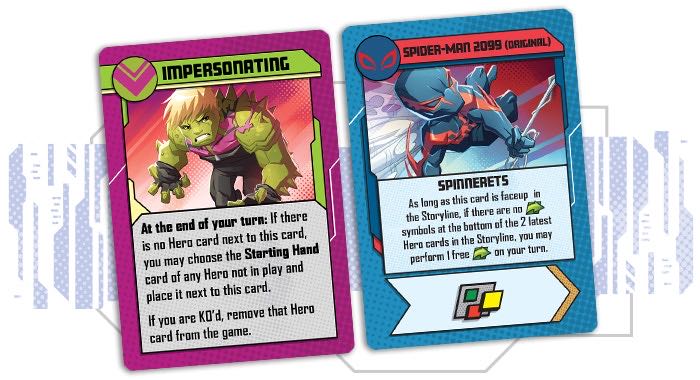 IMPERSONATING
At the end of your turn: If there
is no Hero card next to this card,
you may choose the Starting Hand
card of any Hero not in play and
place it next to this card.
If you are KO'd, remove that Hero
card from the game.
SPIDER-MAN 2099 (ORIGINAL)
SPINNERETS
As long as this card is faceup in
the Storyline, if there are no
symbols at the bottom of the 2 latest
Hero cards in the Storyline, you may
perform 1 free on your turn.